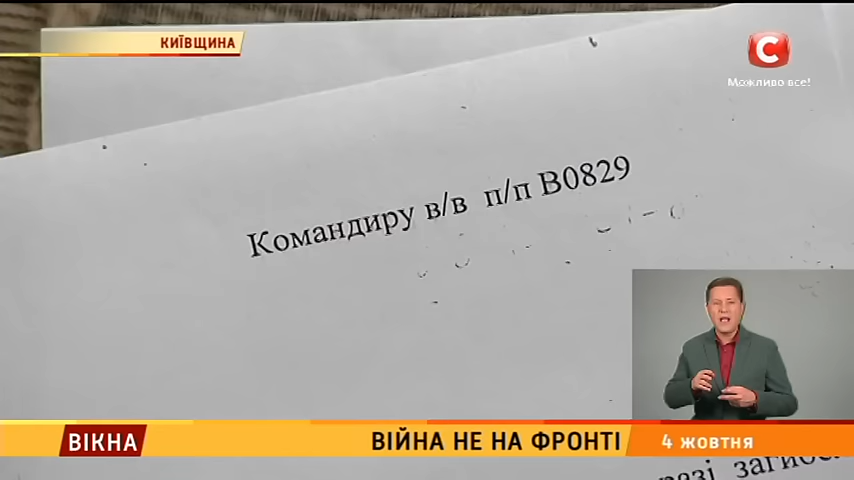 КИЇВЩИНА
С
Можливо все!
Командиру в/в п/п В0829
ВІКНА
ВІЙНА НЕ НА ФРОНТІ
4 жовтня